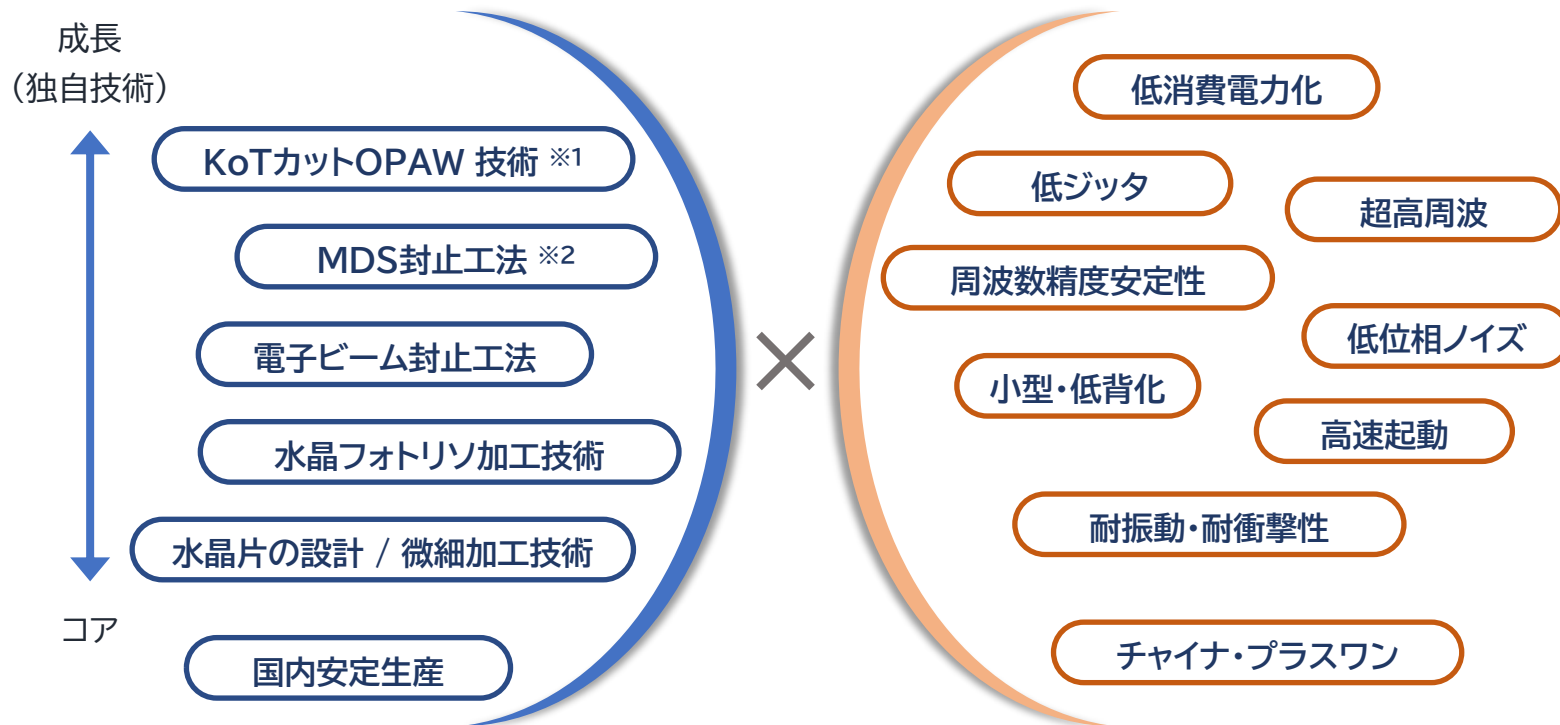 成長
（独自技術）
KoTカットOPAW 技術 ※1
MDS封止工法 ※2
電子ビーム封止工法
水晶フォトリソ加工技術
水晶片の設計 / 微細加工技術
コア
国内安定生産
×
低消費電力化
低ジッタ
超高周波
周波数精度安定性
低位相ノイズ
小型・低背化
高速起動
耐振動・耐衝撃性
チャイナ・プラスワン